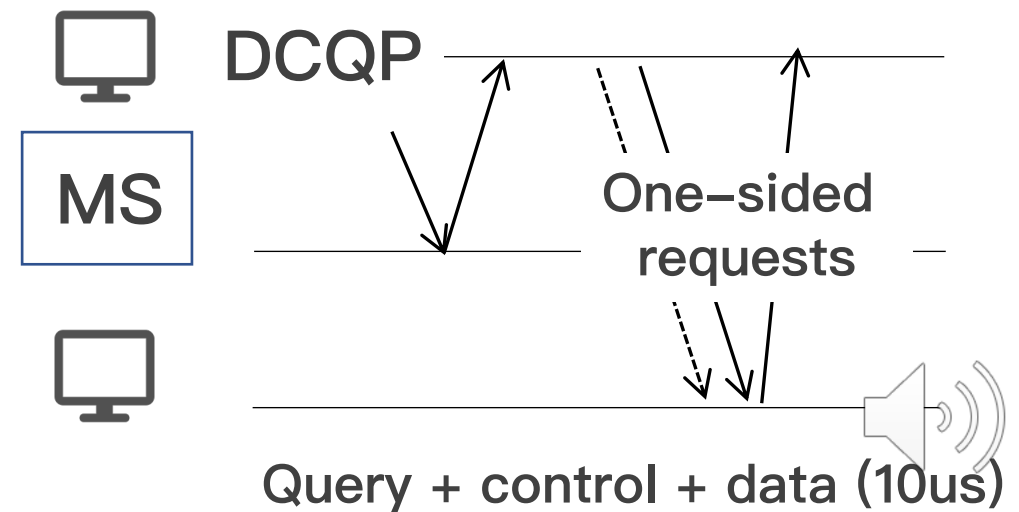 DCQP
MS
One-sided
requests
Query + control + data (10us)